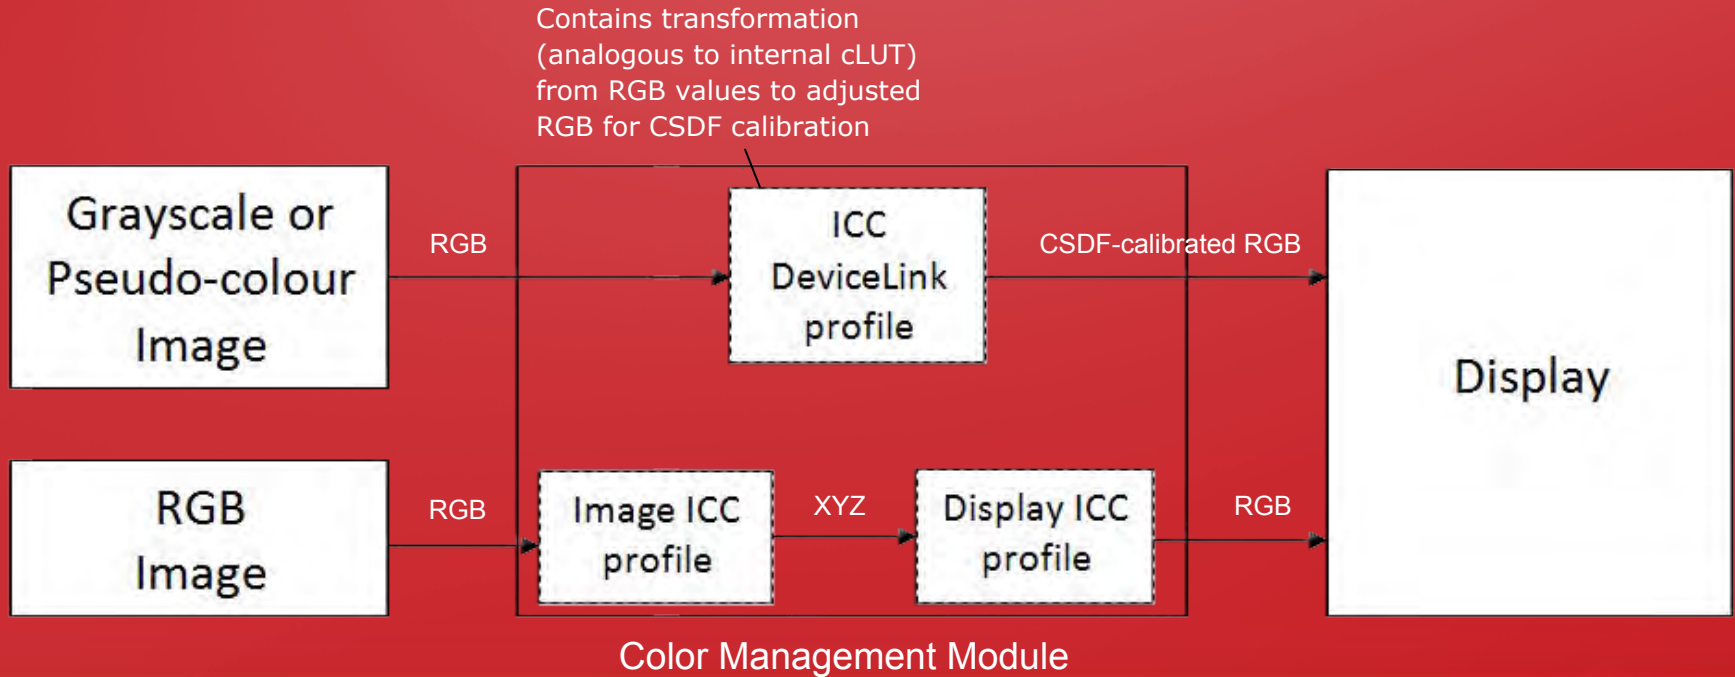 Contains transformation
(analogous to internal cLUT)
from RGB values to adjusted
RGB for CSDF calibration
Grayscale or
Pseudo-colour
Image
RGB
ICC
DeviceLink
profile
CSDF-calibrated RGB
Display
RGB
Image
RGB
Image ICC
profile
XYZ
Display ICC
profile
RGB
Color Management Module